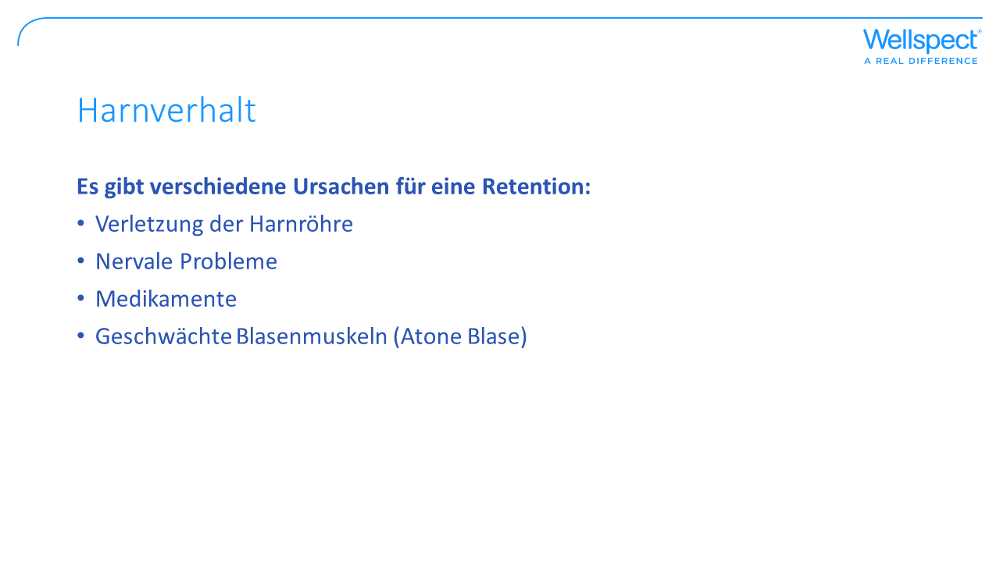 Wellspect®
A REAL DIFFERENCE
Harnverhalt
Es gibt verschiedene Ursachen für eine Retention:
• Verletzung der Harnröhre
• Nervale Probleme
• Medikamente
• Geschwächte Blasenmuskeln (Atone Blase)